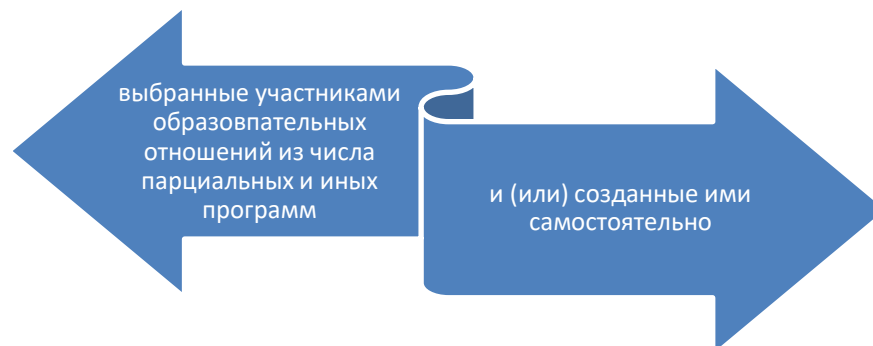 выбранные участниками
образовпательных
отношений из числа
парциальных и иных
программ
и (или) созданные ими
самостоятельно